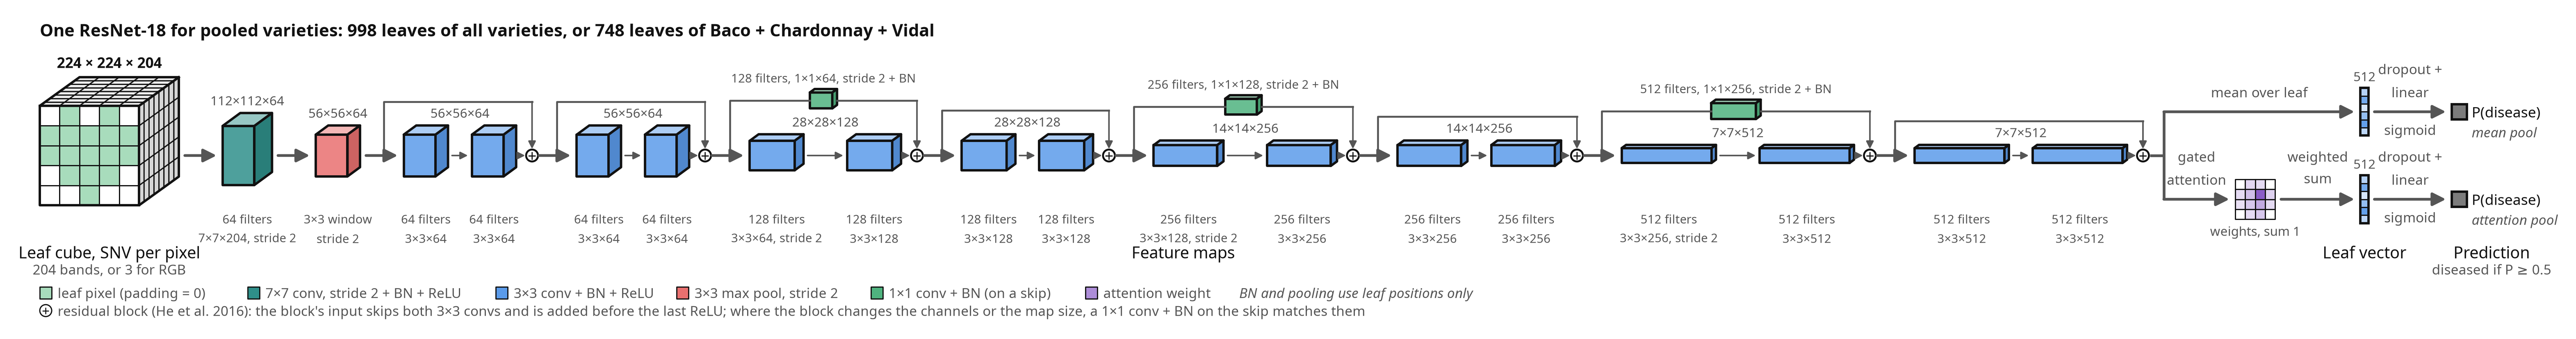 One ResNet-18 for pooled varieties: 998 leaves of all varieties, or 748 leaves of Baco + Chardonnay + Vidal
224 × 224 × 204
112×112×64
56×56×64
56×56×64
56×56×64
128 filters, 1×1×64, stride 2 + BN
28×28×128
28×28×128
256 filters, 1×1×128, stride 2 + BN
14×14×256
14×14×256
512 filters, 1×1×256, stride 2 + BN
7×7×512
7×7×512
mean over leaf
512
dropout +
linear
sigmoid
P(disease)
mean pool
gated
attention
weights, sum 1
weighted
sum
512
dropout +
linear
sigmoid
P(disease)
attention pool
64 filters
7×7×204, stride 2
3×3 window
stride 2
64 filters
3×3×64
64 filters
3×3×64
64 filters
3×3×64
64 filters
3×3×64
128 filters
3×3×64, stride 2
128 filters
3×3×128
128 filters
3×3×128
128 filters
3×3×128
256 filters
3×3×128, stride 2
256 filters
3×3×256
256 filters
3×3×256
256 filters
3×3×256
512 filters
3×3×256, stride 2
512 filters
3×3×512
512 filters
3×3×512
512 filters
3×3×512
Leaf cube, SNV per pixel
204 bands, or 3 for RGB
Feature maps
Leaf vector
Prediction
diseased if P ≥ 0.5
leaf pixel (padding = 0)
7×7 conv, stride 2 + BN + ReLU
3×3 conv + BN + ReLU
3×3 max pool, stride 2
1×1 conv + BN (on a skip)
attention weight
BN and pooling use leaf positions only
residual block (He et al. 2016): the block's input skips both 3×3 convs and is added before the last ReLU; where the block changes the channels or the map size, a 1×1 conv + BN on the skip matches them